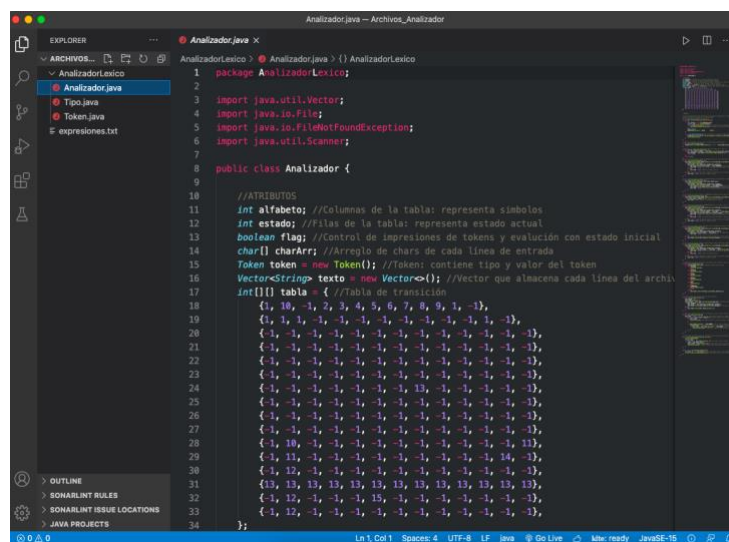 Analizador.java — Archivos_Analizador
EXPLORER
ARCHIVOS...
AnalizadorLexico
Analizador.java
Tipo.java
Token.java
expresiones.txt
OUTLINE
SONARLINT RULES
SONARLINT ISSUE LOCATIONS
JAVA PROJECTS
Analizador.java ×
AnalizadorLexico > Analizador.java > {} AnalizadorLexico
1 package AnalizadorLexico;
2
3 import java.util.Vector;
4 import java.io.File;
5 import java.io.FileNotFoundException;
6 import java.util.Scanner;
7
8 public class Analizador {
9
10 //ATRIBUTOS
11 int alfabeto; //Columnas de la tabla: representa simbolos
12 int estado; //Filas de la tabla: representa estado actual
13 boolean flag; //Control de impresiones de tokens y evalución con estado inicial
14 char[] charArr; //Arreglo de chars de cada línea de entrada
15 Token token = new Token(); //Token: contiene tipo y valor del token
16 Vector<String> texto = new Vector<>(); //Vector que almacena cada línea del archiv
17 int[][] tabla = { //Tabla de transición
18 {1, 10, -1, 2, 3, 4, 5, 6, 7, 8, 9, 1, -1},
19 {1, 1, 1, -1, -1, -1, -1, -1, -1, -1, -1, 1, -1},
20 {-1, -1, -1, -1, -1, -1, -1, -1, -1, -1, -1, -1, -1},
21 {-1, -1, -1, -1, -1, -1, -1, -1, -1, -1, -1, -1, -1},
22 {-1, -1, -1, -1, -1, -1, -1, -1, -1, -1, -1, -1, -1},
23 {-1, -1, -1, -1, -1, -1, -1, -1, -1, -1, -1, -1, -1},
24 {-1, -1, -1, -1, -1, -1, -1, 13, -1, -1, -1, -1, -1},
25 {-1, -1, -1, -1, -1, -1, -1, -1, -1, -1, -1, -1, -1},
26 {-1, -1, -1, -1, -1, -1, -1, -1, -1, -1, -1, -1, -1},
27 {-1, -1, -1, -1, -1, -1, -1, -1, -1, -1, -1, -1, -1},
28 {-1, 10, -1, -1, -1, -1, -1, -1, -1, -1, -1, -1, 11},
29 {-1, 11, -1, -1, -1, -1, -1, -1, -1, -1, -1, 14, -1},
30 {-1, 12, -1, -1, -1, -1, -1, -1, -1, -1, -1, -1, -1},
31 {13, 13, 13, 13, 13, 13, 13, 13, 13, 13, 13, 13, 13},
32 {-1, 12, -1, -1, -1, 15, -1, -1, -1, -1, -1, -1, -1},
33 {-1, 12, -1, -1, -1, -1, -1, -1, -1, -1, -1, -1, -1},
34 };
0 0 Ln 1, Col 1 Spaces: 4 UTF-8 LF java Go Live kite: ready JavaSE-15